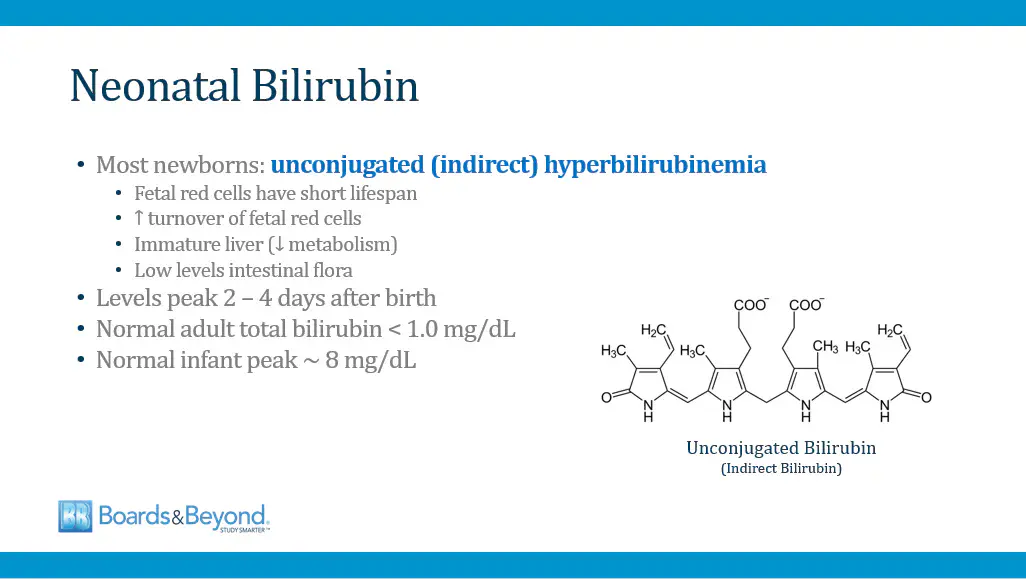 Neonatal Bilirubin
• Most newborns: unconjugated (indirect) hyperbilirubinemia
• Fetal red cells have short lifespan
• ↑ turnover of fetal red cells
• Immature liver (↓ metabolism)
• Low levels intestinal flora
• Levels peak 2 – 4 days after birth
• Normal adult total bilirubin < 1.0 mg/dL
• Normal infant peak ~ 8 mg/dL
COO⁻ COO⁻
H₂C H₂C
H₃C H₃C CH₃ H₃C
O N N N N O
H H H H
Unconjugated Bilirubin
(Indirect Bilirubin)
BB Boards&Beyond.
STUDY SMARTER™